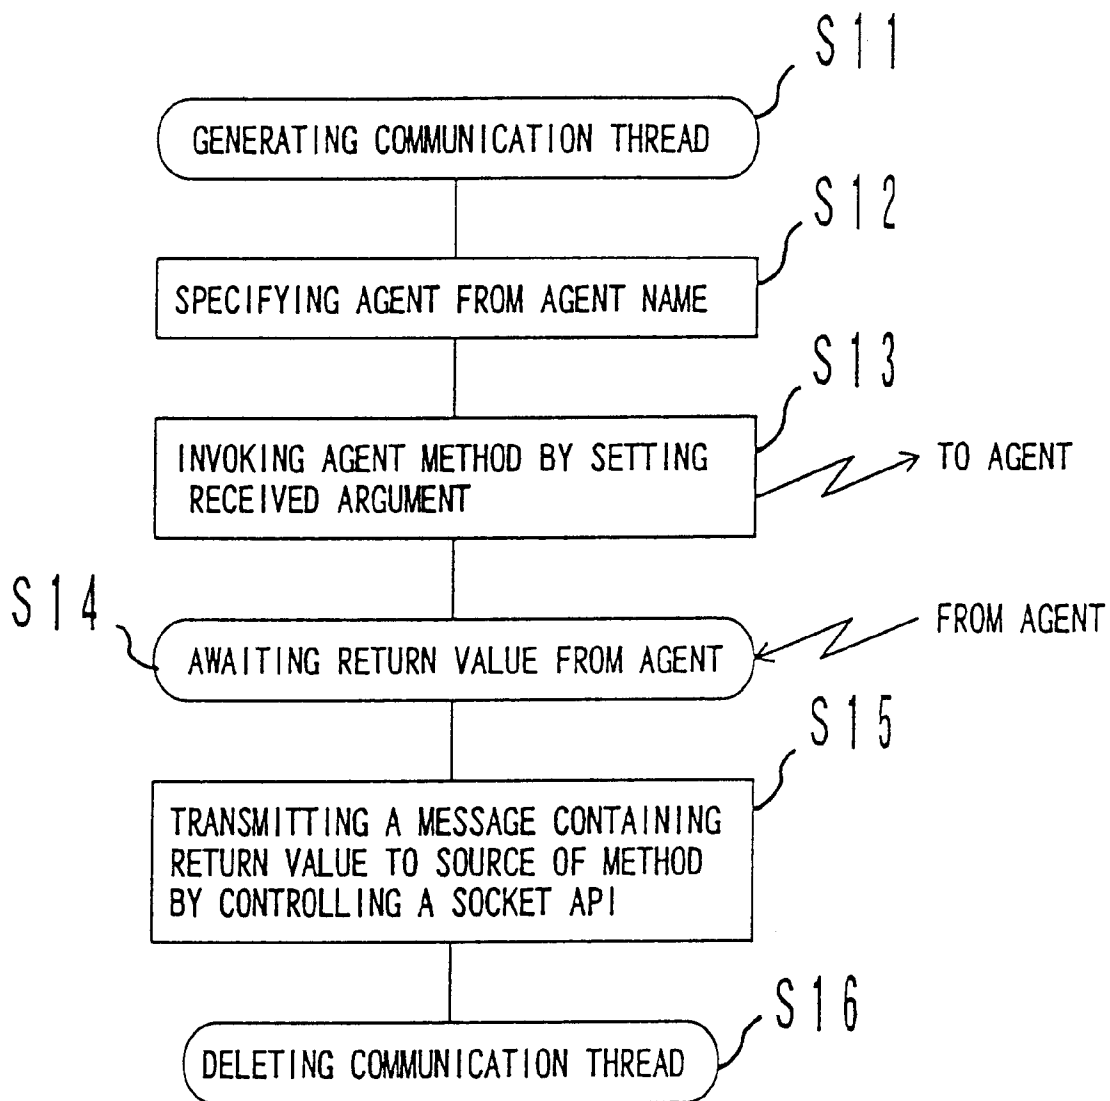 S11
GENERATING COMMUNICATION THREAD
S12
SPECIFYING AGENT FROM AGENT NAME
S13
INVOKING AGENT METHOD BY SETTING
RECEIVED ARGUMENT
TO AGENT
S14
FROM AGENT
AWAITING RETURN VALUE FROM AGENT
S15
TRANSMITTING A MESSAGE CONTAINING
RETURN VALUE TO SOURCE OF METHOD
BY CONTROLLING A SOCKET API
S16
DELETING COMMUNICATION THREAD